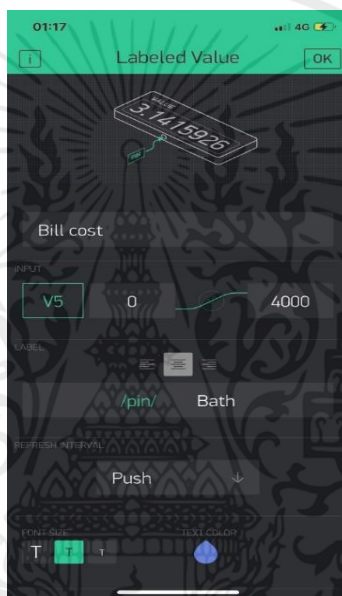 01:17
4G
i
Labeled Value
OK
VALUE
3.1415926
Bill cost
INPUT
V5
0
4000
LABEL
/pin/
Bath
REFRESH INTERVAL
Push
FONT SIZE
TEXT COLOR
T
T
T